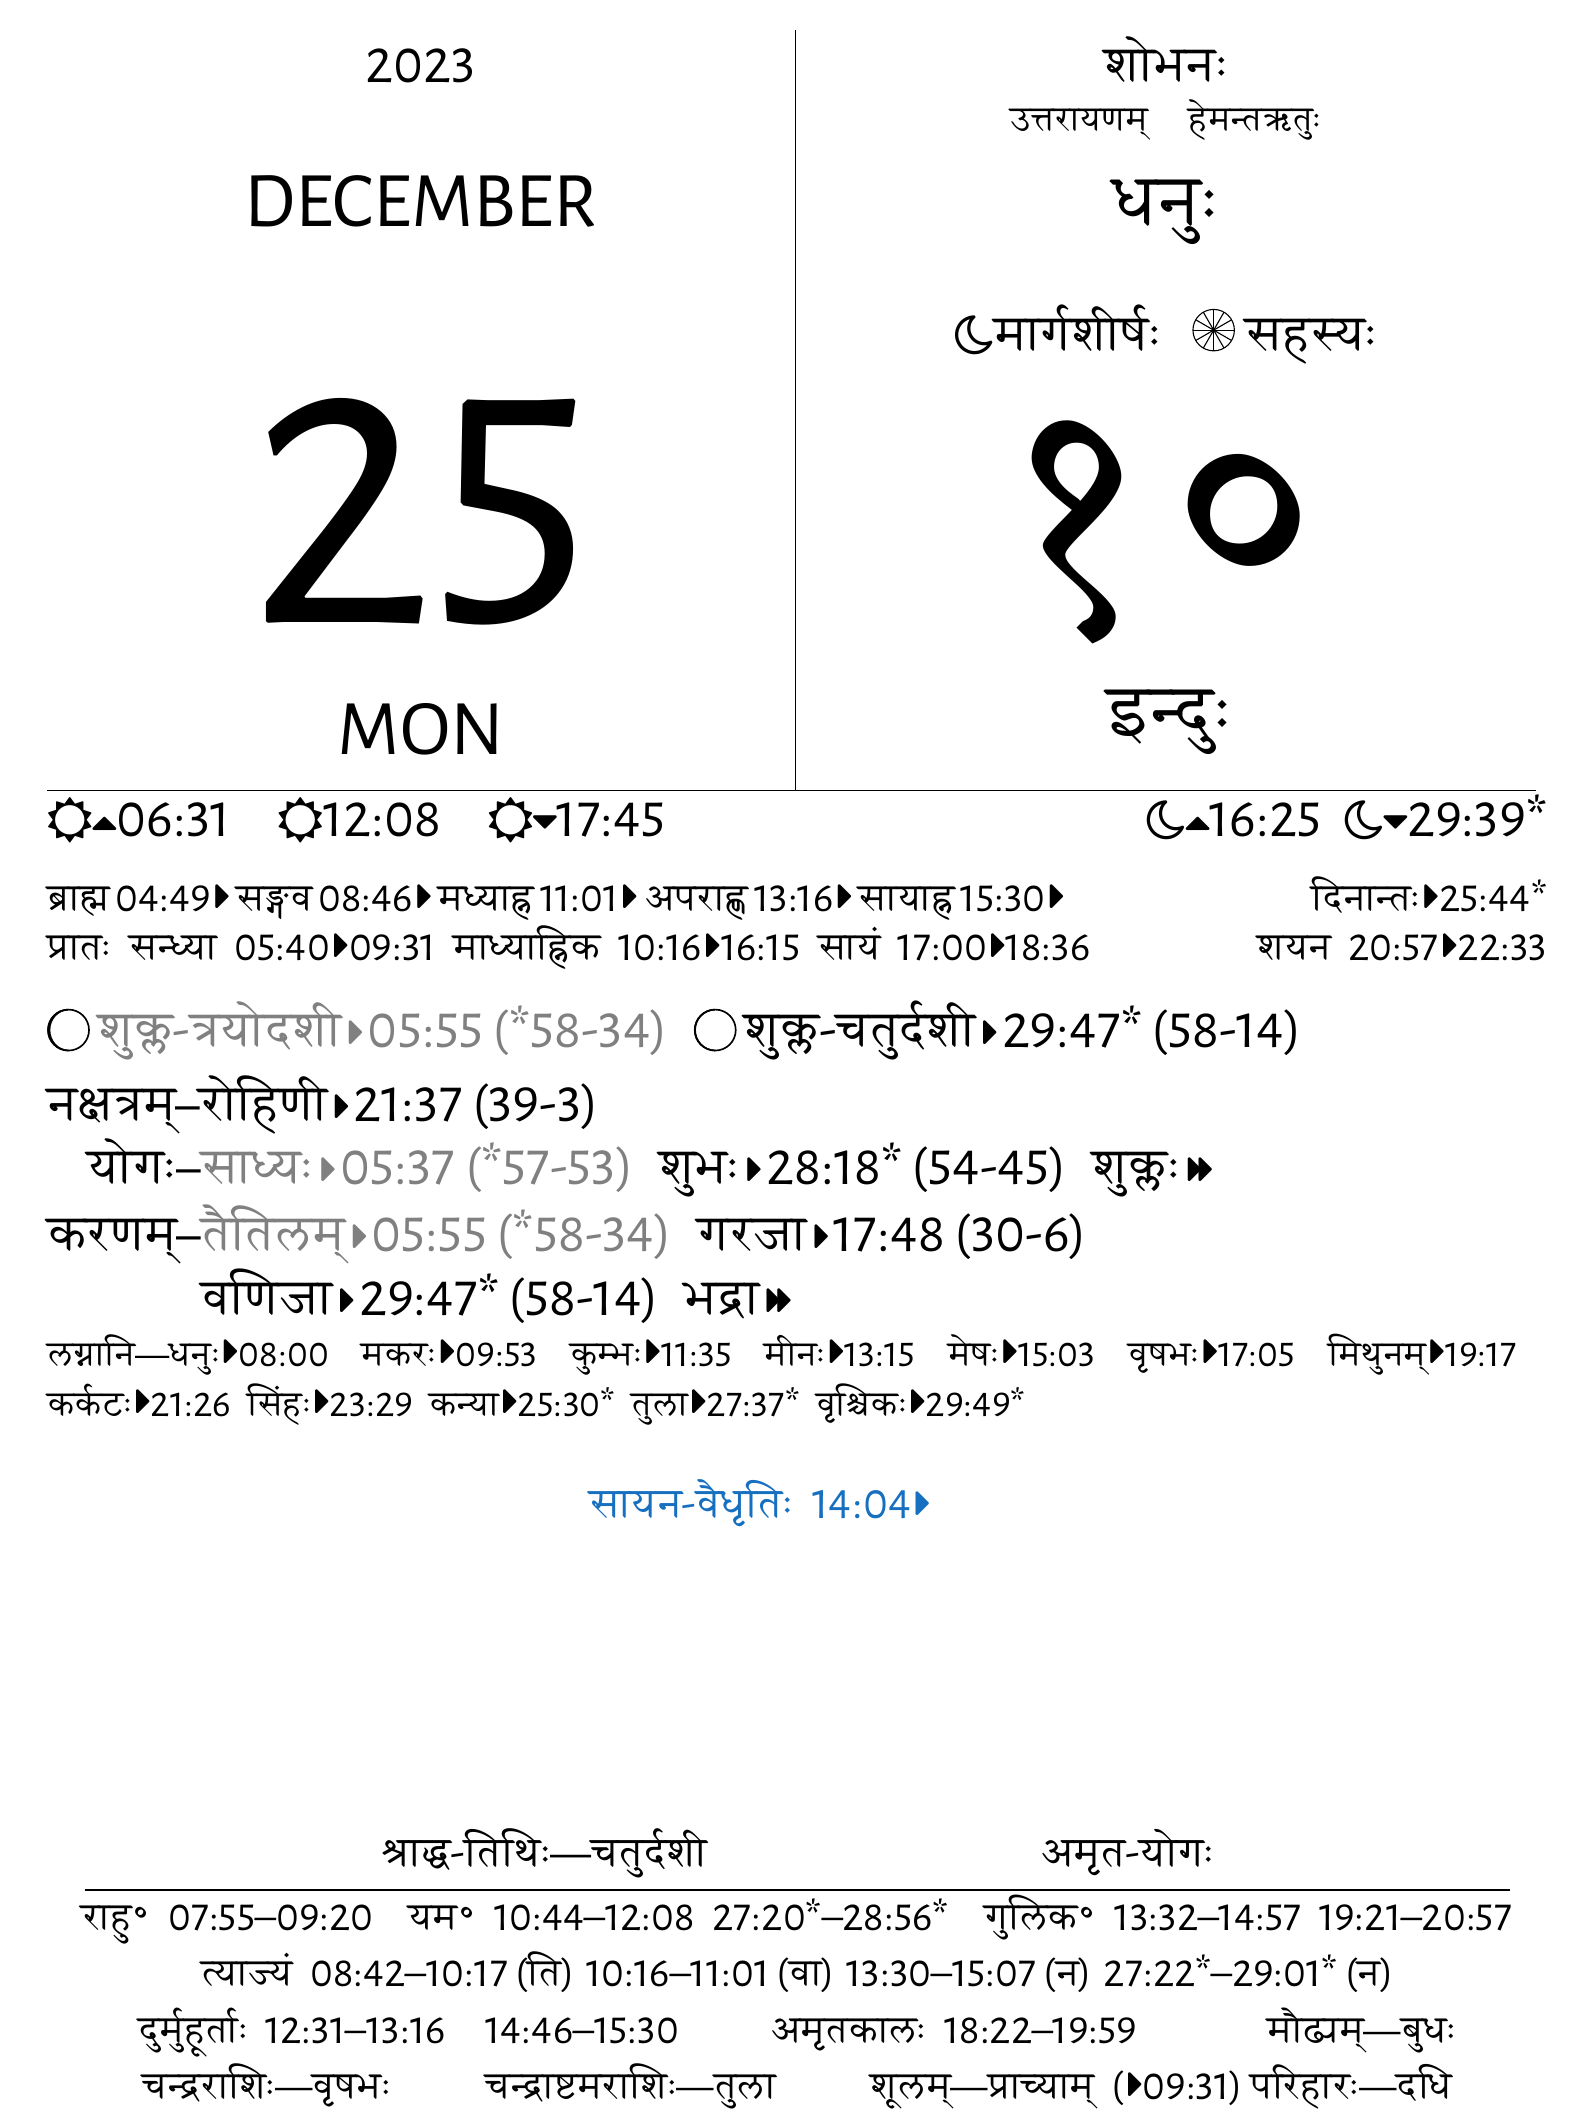 2023
DECEMBER
25
MON
शोभनः
उत्तरायणम् हेमन्तऋतुः
धनुः
मार्गशीर्षः सहस्यः
१०
इन्दुः
06:31 12:08 17:45 16:25 29:39*
ब्राह्म 04:49 सङ्गव 08:46 मध्याह्न 11:01 अपराह्ण 13:16 सायाह्न 15:30 दिनान्तः 25:44*
प्रातः सन्ध्या 05:40 09:31 माध्याह्निक 10:16 16:15 सायं 17:00 18:36 शयन 20:57 22:33
शुक्ल-त्रयोदशी 05:55 (*58-34) शुक्ल-चतुर्दशी 29:47* (58-14)
नक्षत्रम्–रोहिणी 21:37 (39-3)
योगः–साध्यः 05:37 (*57-53) शुभः 28:18* (54-45) शुक्लः
करणम्–तैतिलम् 05:55 (*58-34) गरजा 17:48 (30-6)
वणिजा 29:47* (58-14) भद्रा
लग्नानि—धनुः 08:00 मकरः 09:53 कुम्भः 11:35 मीनः 13:15 मेषः 15:03 वृषभः 17:05 मिथुनम् 19:17
कर्कटः 21:26 सिंहः 23:29 कन्या 25:30* तुला 27:37* वृश्चिकः 29:49*
सायन-वैधृतिः 14:04
श्राद्ध-तिथिः—चतुर्दशी अमृत-योगः
राहु॰ 07:55–09:20 यम॰ 10:44–12:08 27:20*–28:56* गुलिक॰ 13:32–14:57 19:21–20:57
त्याज्यं 08:42–10:17 (ति) 10:16–11:01 (वा) 13:30–15:07 (न) 27:22*–29:01* (न)
दुर्मुहूर्ताः 12:31–13:16 14:46–15:30 अमृतकालः 18:22–19:59 मौढ्यम्—बुधः
चन्द्रराशिः—वृषभः चन्द्राष्टमराशिः—तुला शूलम्—प्राच्याम् (09:31) परिहारः—दधि